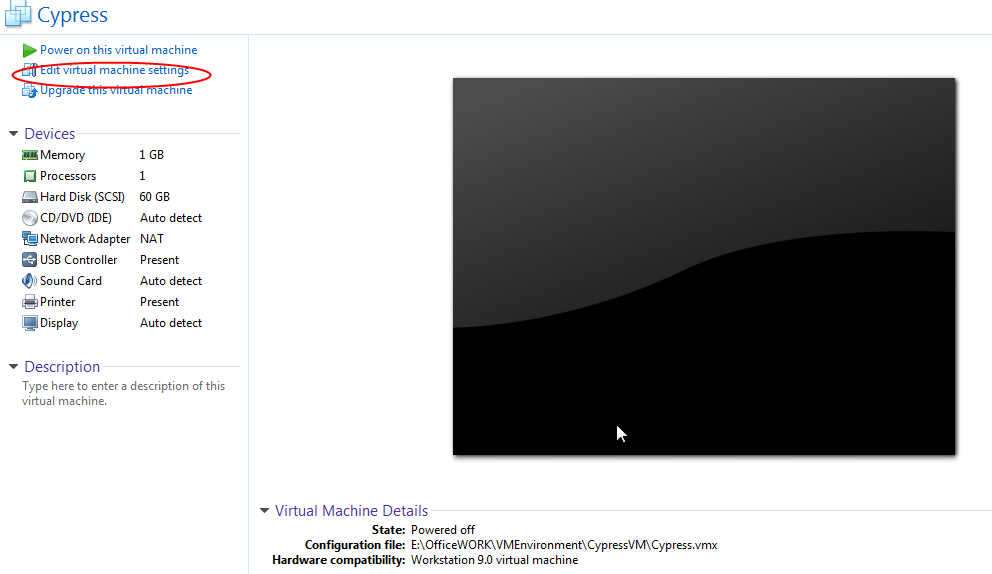 Cypress
Power on this virtual machine
Edit virtual machine settings
Upgrade this virtual machine
Devices
Memory 1 GB
Processors 1
Hard Disk (SCSI) 60 GB
CD/DVD (IDE) Auto detect
Network Adapter NAT
USB Controller Present
Sound Card Auto detect
Printer Present
Display Auto detect
Description
Type here to enter a description of this
virtual machine.
Virtual Machine Details
State: Powered off
Configuration file: E:\OfficeWORK\VMEnvironment\CypressVM\Cypress.vmx
Hardware compatibility: Workstation 9.0 virtual machine